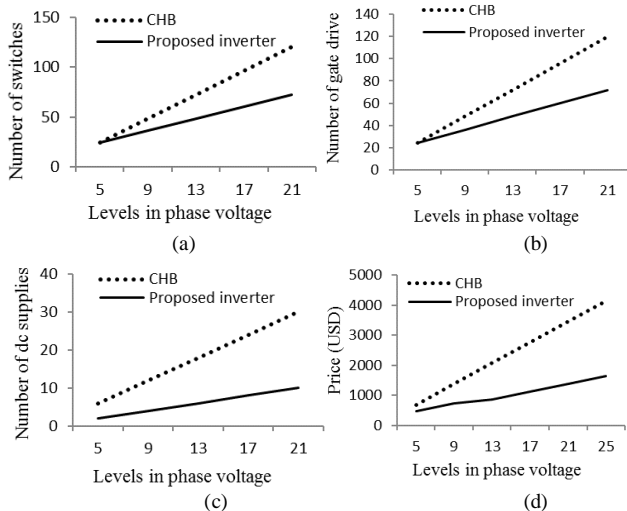 Number of switches
150
100
50
0
CHB
Proposed inverter
5 9 13 17 21
Levels in phase voltage
(a)
Number of gate drive
140
120
100
80
60
40
20
0
CHB
Proposed inverter
5 9 13 17 21
Levels in phase voltage
(b)
Number of dc supplies
40
30
20
10
0
CHB
Proposed inverter
5 9 13 17 21
Levels in phase voltage
(c)
Price (USD)
5000
4000
3000
2000
1000
0
CHB
Proposed inverter
5 9 13 17 21 25
Levels in phase voltage
(d)